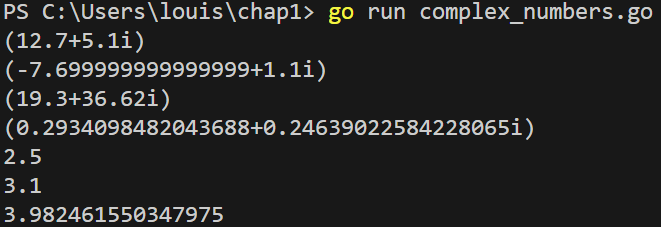 PS C:\Users\louis\chap1> go run complex_numbers.go
(12.7+5.1i)
(-7.699999999999999+1.1i)
(19.3+36.62i)
(0.2934098482043688+0.24639022584228065i)
2.5
3.1
3.982461550347975